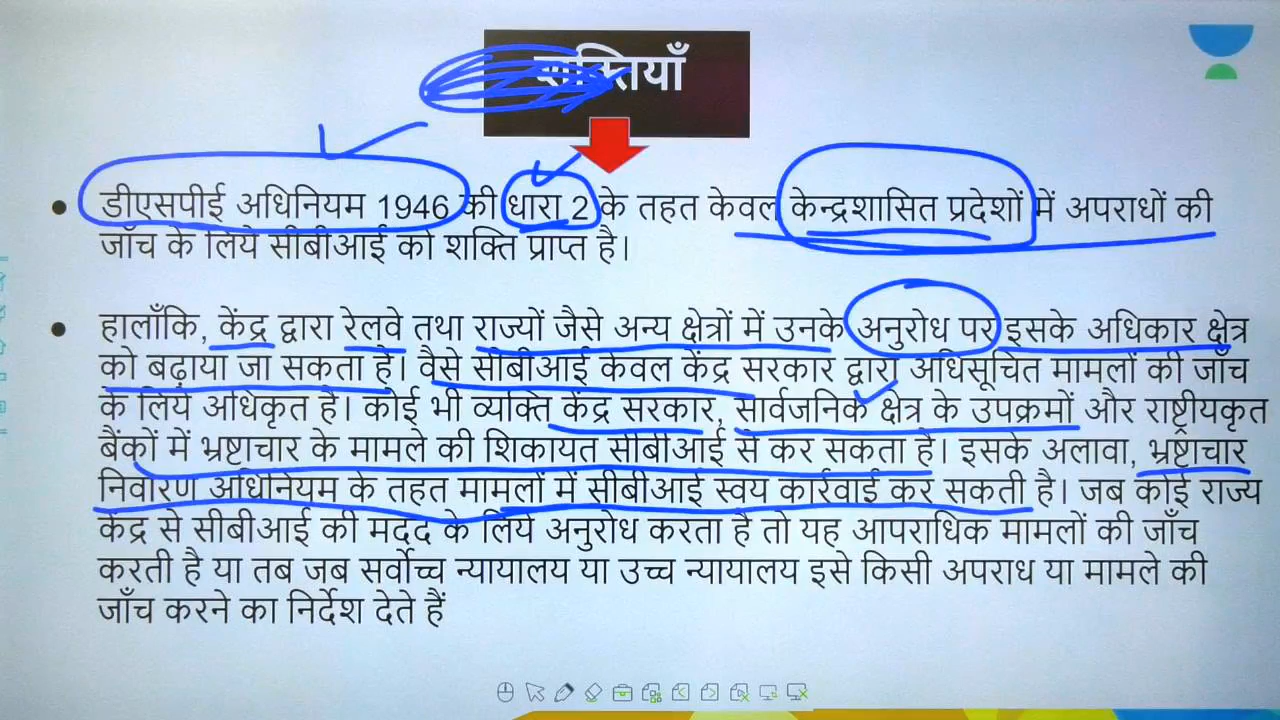 शक्तियाँ
• डीएसपीई अधिनियम 1946 की धारा 2 के तहत केवल केन्द्रशासित प्रदेशों में अपराधों की
जाँच के लिये सीबीआई को शक्ति प्राप्त है।
• हालाँकि, केंद्र द्वारा रेलवे तथा राज्यों जैसे अन्य क्षेत्रों में उनके अनुरोध पर इसके अधिकार क्षेत्र
को बढ़ाया जा सकता है। वैसे सीबीआई केवल केंद्र सरकार द्वारा अधिसूचित मामलों की जाँच
के लिये अधिकृत है। कोई भी व्यक्ति केंद्र सरकार, सार्वजनिक क्षेत्र के उपक्रमों और राष्ट्रीयकृत
बैंकों में भ्रष्टाचार के मामले की शिकायत सीबीआई से कर सकता है। इसके अलावा, भ्रष्टाचार
निवारण अधिनियम के तहत मामलों में सीबीआई स्वयं कार्रवाई कर सकती है। जब कोई राज्य
केंद्र से सीबीआई की मदद के लिये अनुरोध करता है तो यह आपराधिक मामलों की जाँच
करती है या तब जब सर्वोच्च न्यायालय या उच्च न्यायालय इसे किसी अपराध या मामले की
जाँच करने का निर्देश देते हैं